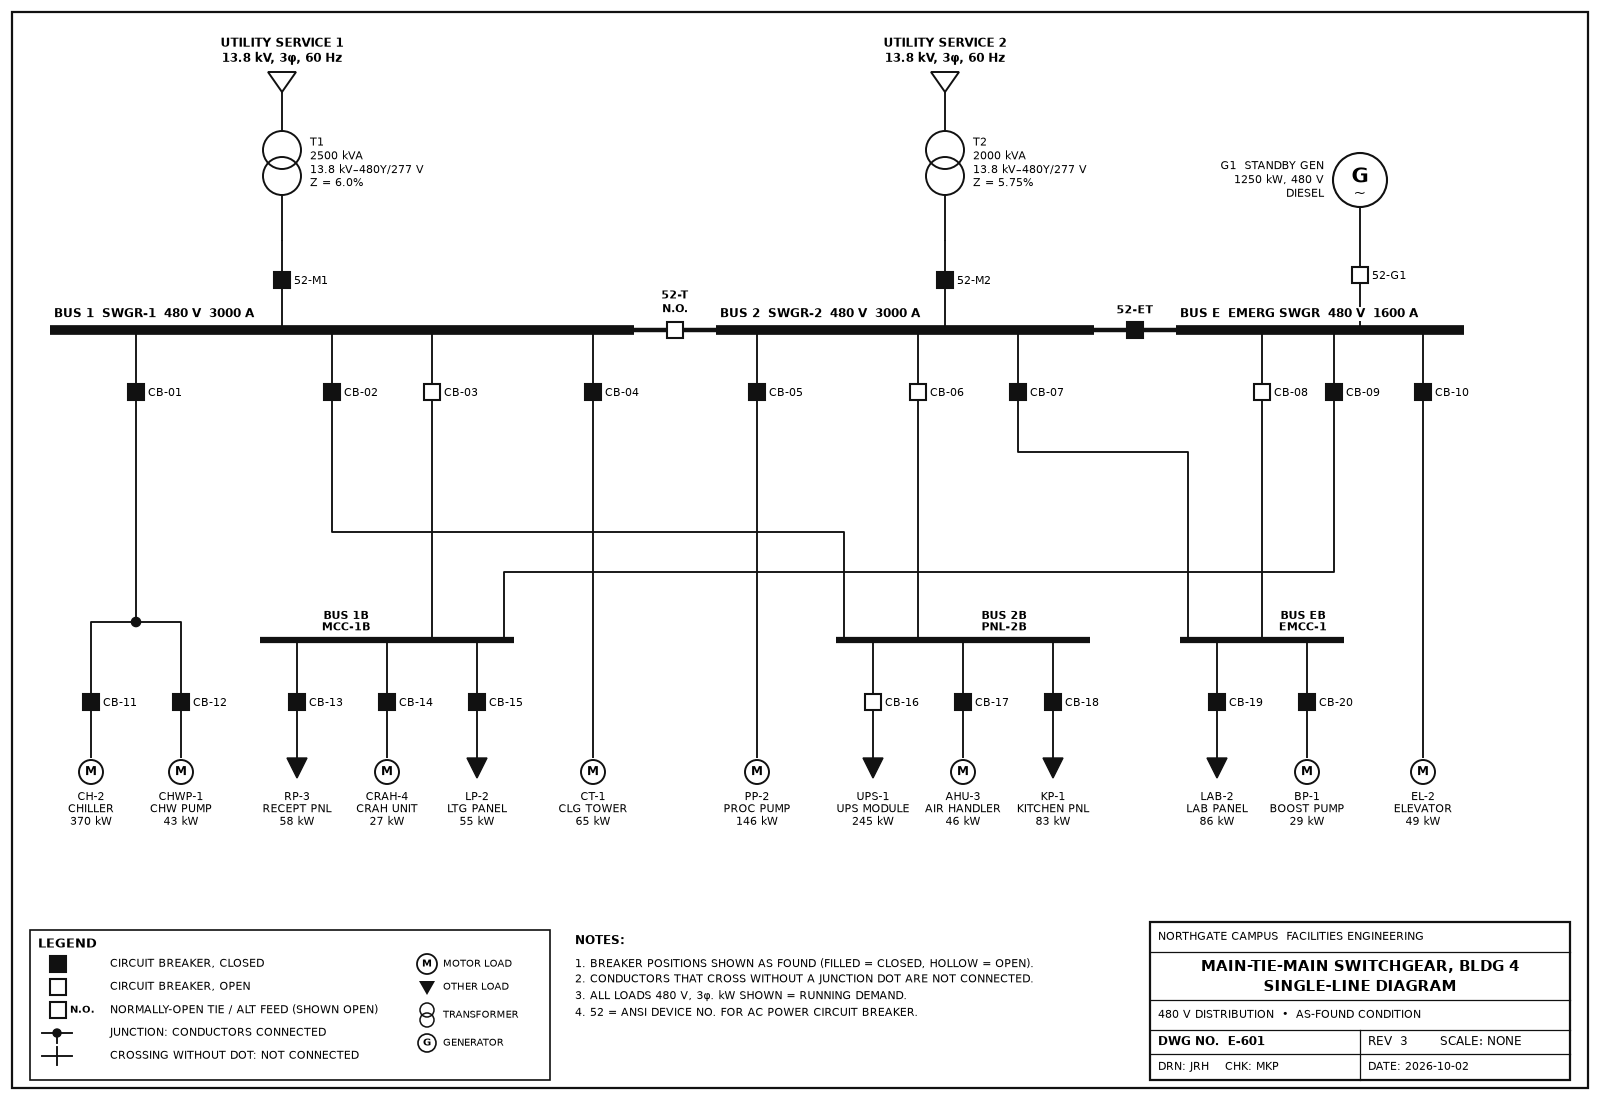 UTILITY SERVICE 1
13.8 kV, 3φ, 60 Hz
UTILITY SERVICE 2
13.8 kV, 3φ, 60 Hz
T1
2500 kVA
13.8 kV–480Y/277 V
Z = 6.0%
T2
2000 kVA
13.8 kV–480Y/277 V
Z = 5.75%
G1 STANDBY GEN
1250 kW, 480 V
DIESEL
G
~
52-M1
52-M2
52-G1
52-T
N.O.
52-ET
BUS 1 SWGR-1 480 V 3000 A
BUS 2 SWGR-2 480 V 3000 A
BUS E EMERG SWGR 480 V 1600 A
CB-01
CB-02
CB-03
CB-04
CB-05
CB-06
CB-07
CB-08
CB-09
CB-10
BUS 1B
MCC-1B
BUS 2B
PNL-2B
BUS EB
EMCC-1
CB-11
CB-12
CB-13
CB-14
CB-15
CB-16
CB-17
CB-18
CB-19
CB-20
M
M
M
M
M
M
M
M
CH-2
CHILLER
370 kW
CHWP-1
CHW PUMP
43 kW
RP-3
RECEPT PNL
58 kW
CRAH-4
CRAH UNIT
27 kW
LP-2
LTG PANEL
55 kW
CT-1
CLG TOWER
65 kW
PP-2
PROC PUMP
146 kW
UPS-1
UPS MODULE
245 kW
AHU-3
AIR HANDLER
46 kW
KP-1
KITCHEN PNL
83 kW
LAB-2
LAB PANEL
86 kW
BP-1
BOOST PUMP
29 kW
EL-2
ELEVATOR
49 kW
LEGEND
CIRCUIT BREAKER, CLOSED
CIRCUIT BREAKER, OPEN
N.O. NORMALLY-OPEN TIE / ALT FEED (SHOWN OPEN)
JUNCTION: CONDUCTORS CONNECTED
CROSSING WITHOUT DOT: NOT CONNECTED
M MOTOR LOAD
OTHER LOAD
TRANSFORMER
G GENERATOR
NOTES:
1. BREAKER POSITIONS SHOWN AS FOUND (FILLED = CLOSED, HOLLOW = OPEN).
2. CONDUCTORS THAT CROSS WITHOUT A JUNCTION DOT ARE NOT CONNECTED.
3. ALL LOADS 480 V, 3φ. kW SHOWN = RUNNING DEMAND.
4. 52 = ANSI DEVICE NO. FOR AC POWER CIRCUIT BREAKER.
NORTHGATE CAMPUS FACILITIES ENGINEERING
MAIN-TIE-MAIN SWITCHGEAR, BLDG 4
SINGLE-LINE DIAGRAM
480 V DISTRIBUTION • AS-FOUND CONDITION
DWG NO. E-601
REV 3 SCALE: NONE
DRN: JRH CHK: MKP
DATE: 2026-10-02